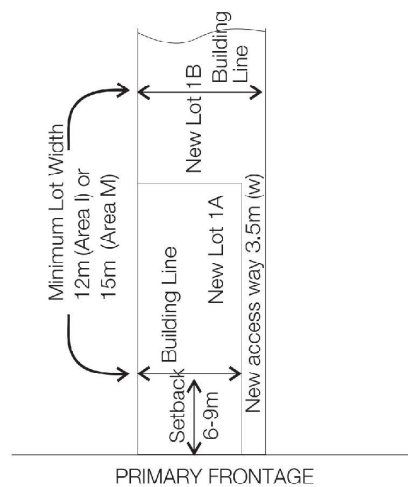 Minimum Lot Width
12m (Area I) or
15m (Area M)
Building
Line
New Lot 1B
New Lot 1A
Building Line
Setback
6-9m
New access way 3.5m (w)
PRIMARY FRONTAGE